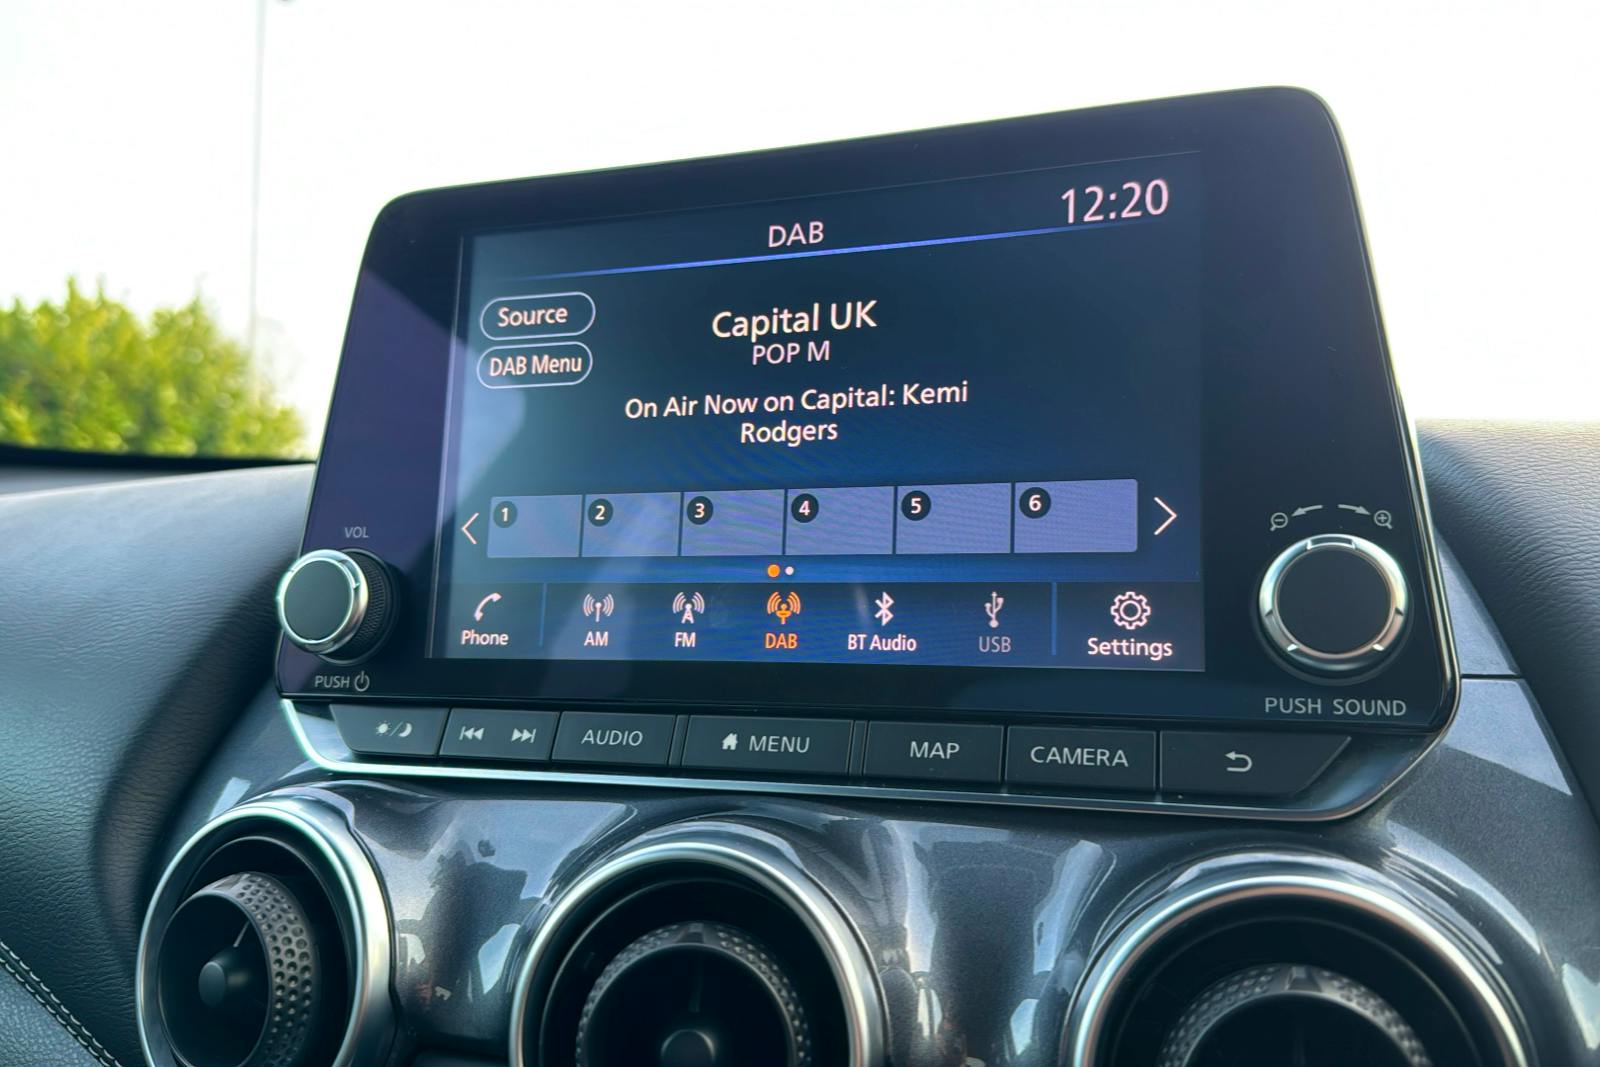 12:20
DAB
Source
DAB Menu
Capital UK
POP M
On Air Now on Capital: Kemi
Rodgers
1 2 3 4 5 6
Phone AM FM DAB BT Audio USB Settings
VOL
PUSH
PUSH SOUND
AUDIO MENU MAP CAMERA